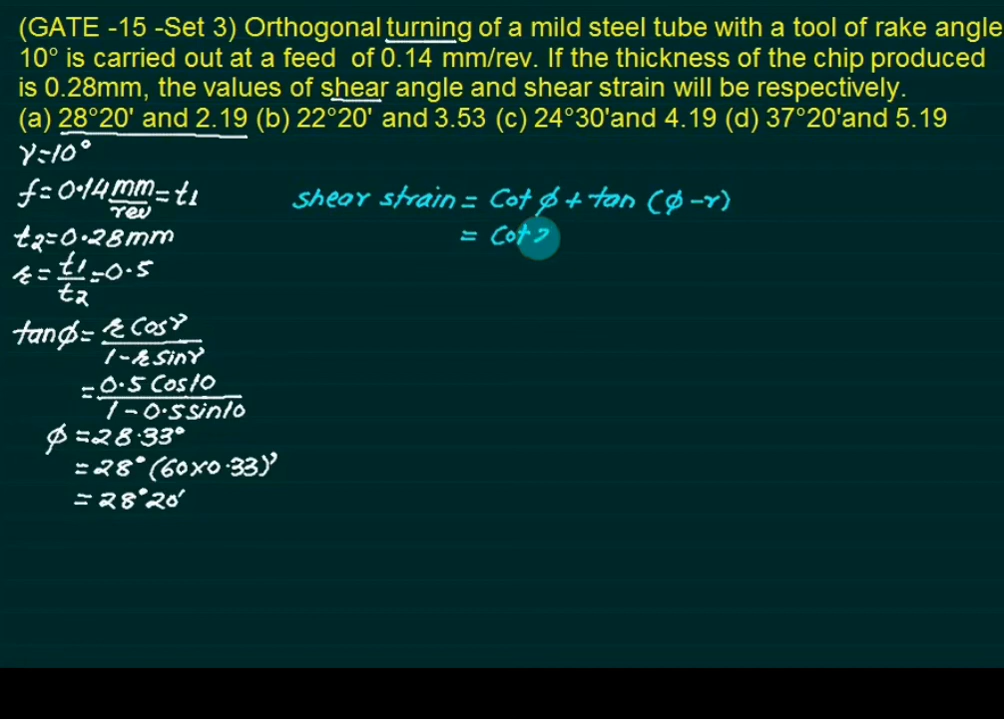 (GATE -15 -Set 3) Orthogonal turning of a mild steel tube with a tool of rake angle
10° is carried out at a feed of 0.14 mm/rev. If the thickness of the chip produced
is 0.28mm, the values of shear angle and shear strain will be respectively.
(a) 28°20' and 2.19 (b) 22°20' and 3.53 (c) 24°30'and 4.19 (d) 37°20'and 5.19
γ=10°
f=0.14 mm/rev = t1
t2=0.28mm
r = t1/t2 = 0.5
tanφ = r cosγ / 1-r sinγ
= 0.5 Cos10 / 1-0.5sin10
φ = 28.33°
= 28° (60x0.33)'
= 28°20'
shear strain = Cot φ + tan (φ-r)
= Cot 2